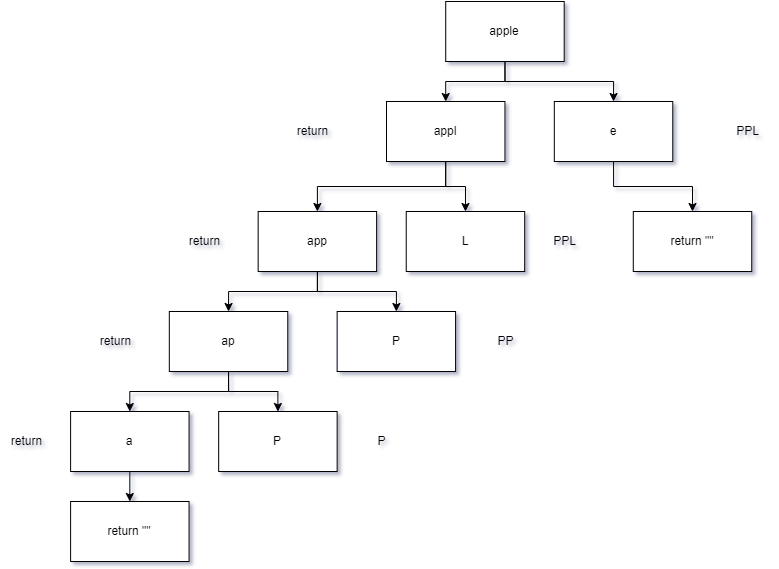 apple
return
appl
e
PPL
return
app
L
PPL
return ""
return
ap
P
PP
return
a
P
P
return ""